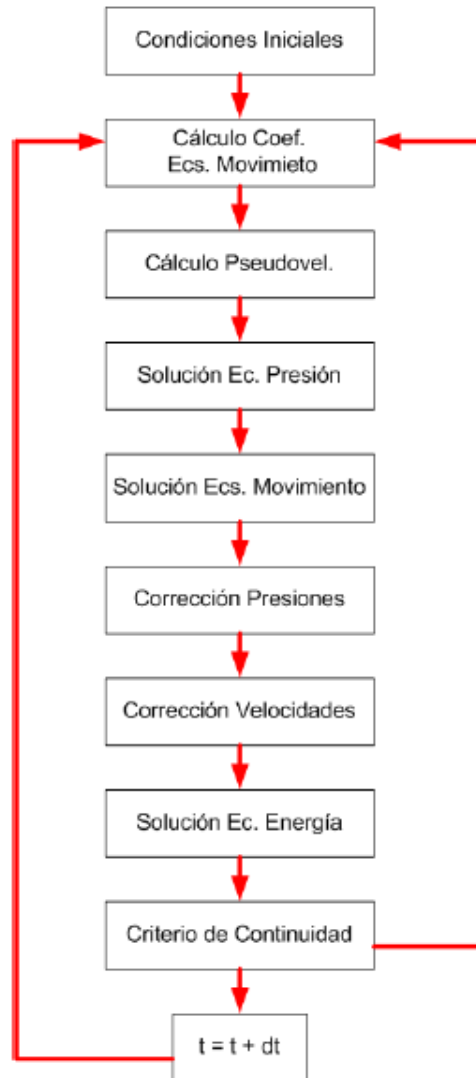 Condiciones Iniciales
Cálculo Coef.
Ecs. Movimieto
Cálculo Pseudovel.
Solución Ec. Presión
Solución Ecs. Movimiento
Corrección Presiones
Corrección Velocidades
Solución Ec. Energía
Criterio de Continuidad
t = t + dt